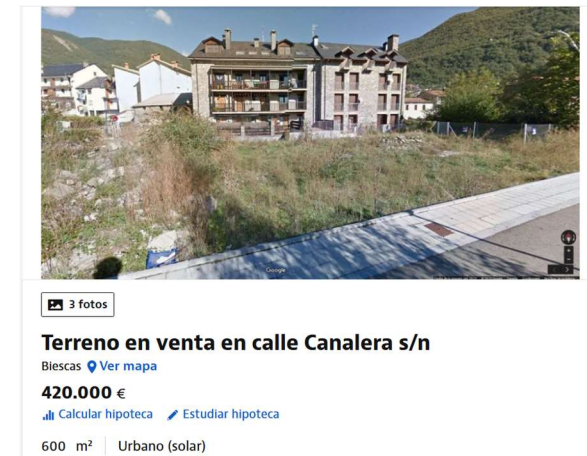 Google
3 fotos
Terreno en venta en calle Canalera s/n
Biescas Ver mapa
420.000 €
Calcular hipoteca Estudiar hipoteca
600 m² Urbano (solar)